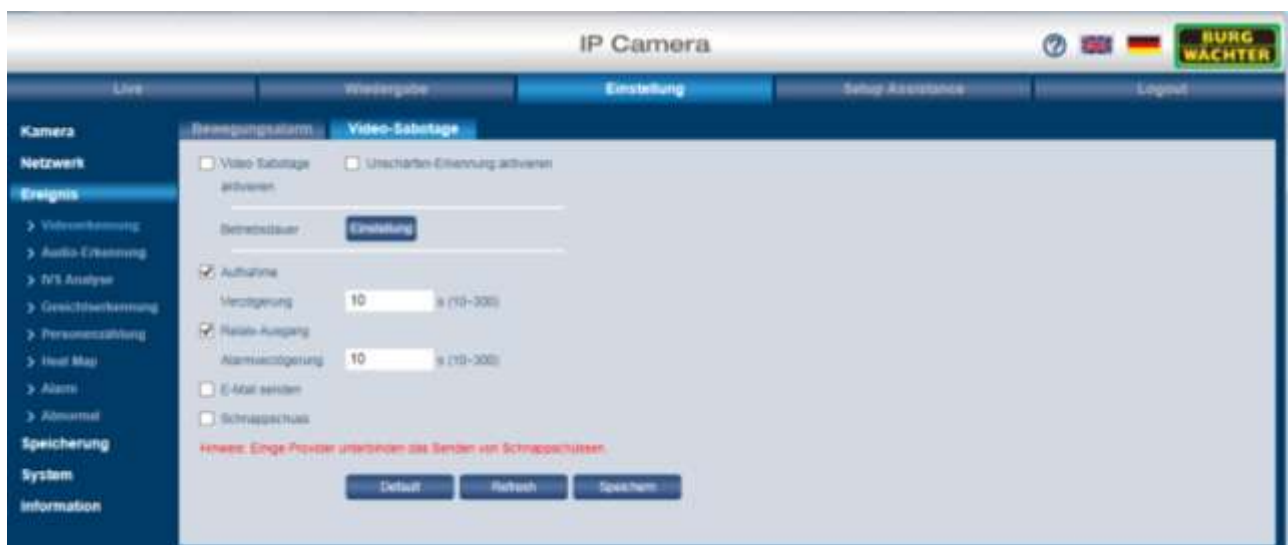 IP Camera
BURG
WÄCHTER
Live
Wiedergabe
Einstellung
Setup Assistance
Logout
Kamera
Netzwerk
Ereignis
> Videoerkennung
> Audio-Erkennung
> IVS Analyse
> Gesichtserkennung
> Personenzählung
> Heat Map
> Alarm
> Abnormal
Speicherung
System
Information
Bewegungsalarm
Video-Sabotage
Video Sabotage
aktivieren
Unschärfen-Erkennung aktivieren
Betriebsdauer
Einstellung
Aufnahme
Verzögerung
10
s (10~300)
Relais-Ausgang
Alarmverzögerung
10
s (10~300)
E-Mail senden
Schnappschuss
Hinweis: Einige Provider unterbinden das Senden von Schnappschüssen.
Default
Refresh
Speichern